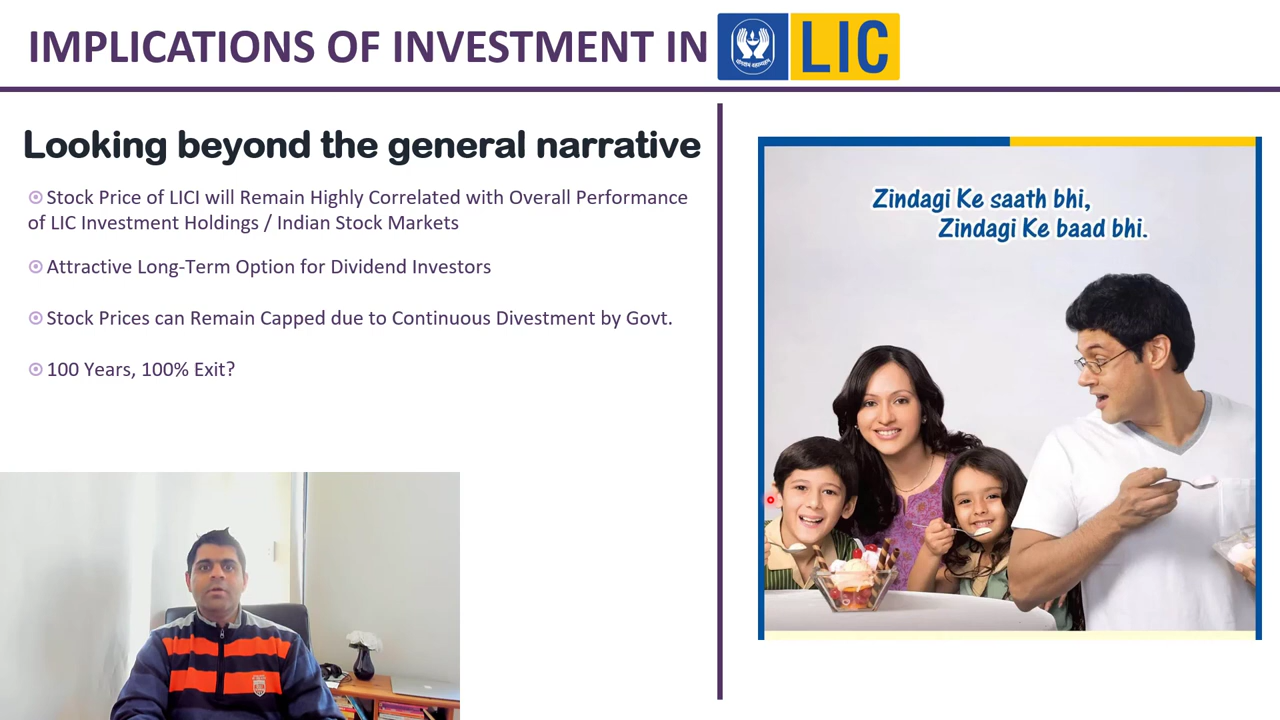 IMPLICATIONS OF INVESTMENT IN LIC
Looking beyond the general narrative
Stock Price of LICI will Remain Highly Correlated with Overall Performance
of LIC Investment Holdings / Indian Stock Markets
Attractive Long-Term Option for Dividend Investors
Stock Prices can Remain Capped due to Continuous Divestment by Govt.
100 Years, 100% Exit?
Zindagi Ke saath bhi,
Zindagi Ke baad bhi.